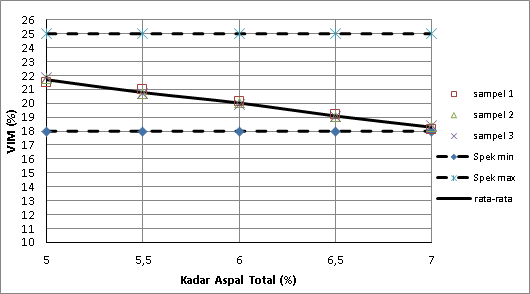 26
25
24
23
22
21
20
19
18
17
16
15
14
13
12
11
10
VIM (%)
5
5,5
6
6,5
7
Kadar Aspal Total (%)
sampel 1
sampel 2
sampel 3
Spek min
Spek max
rata-rata